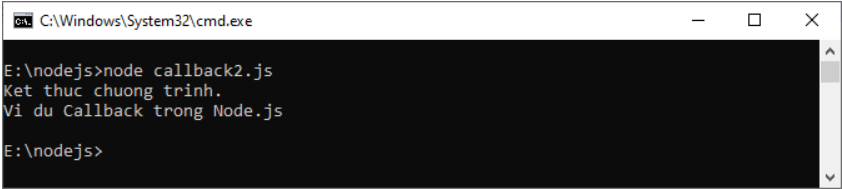 C:\Windows\System32\cmd.exe
E:\nodejs>node callback2.js
Ket thuc chuong trinh.
Vi du Callback trong Node.js
E:\nodejs>